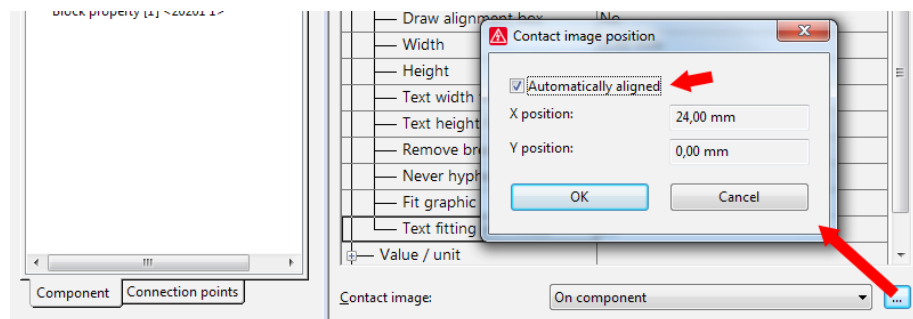 Block property [1] <20201 1>
Draw alignment box
No
Width
Height
Text width
Text height
Remove
Never
Fit graphic
Text fitting
Value / unit
Contact image position
Automatically aligned
X position:
24,00 mm
Y position:
0,00 mm
OK
Cancel
Component
Connection points
Contact image:
On component
...